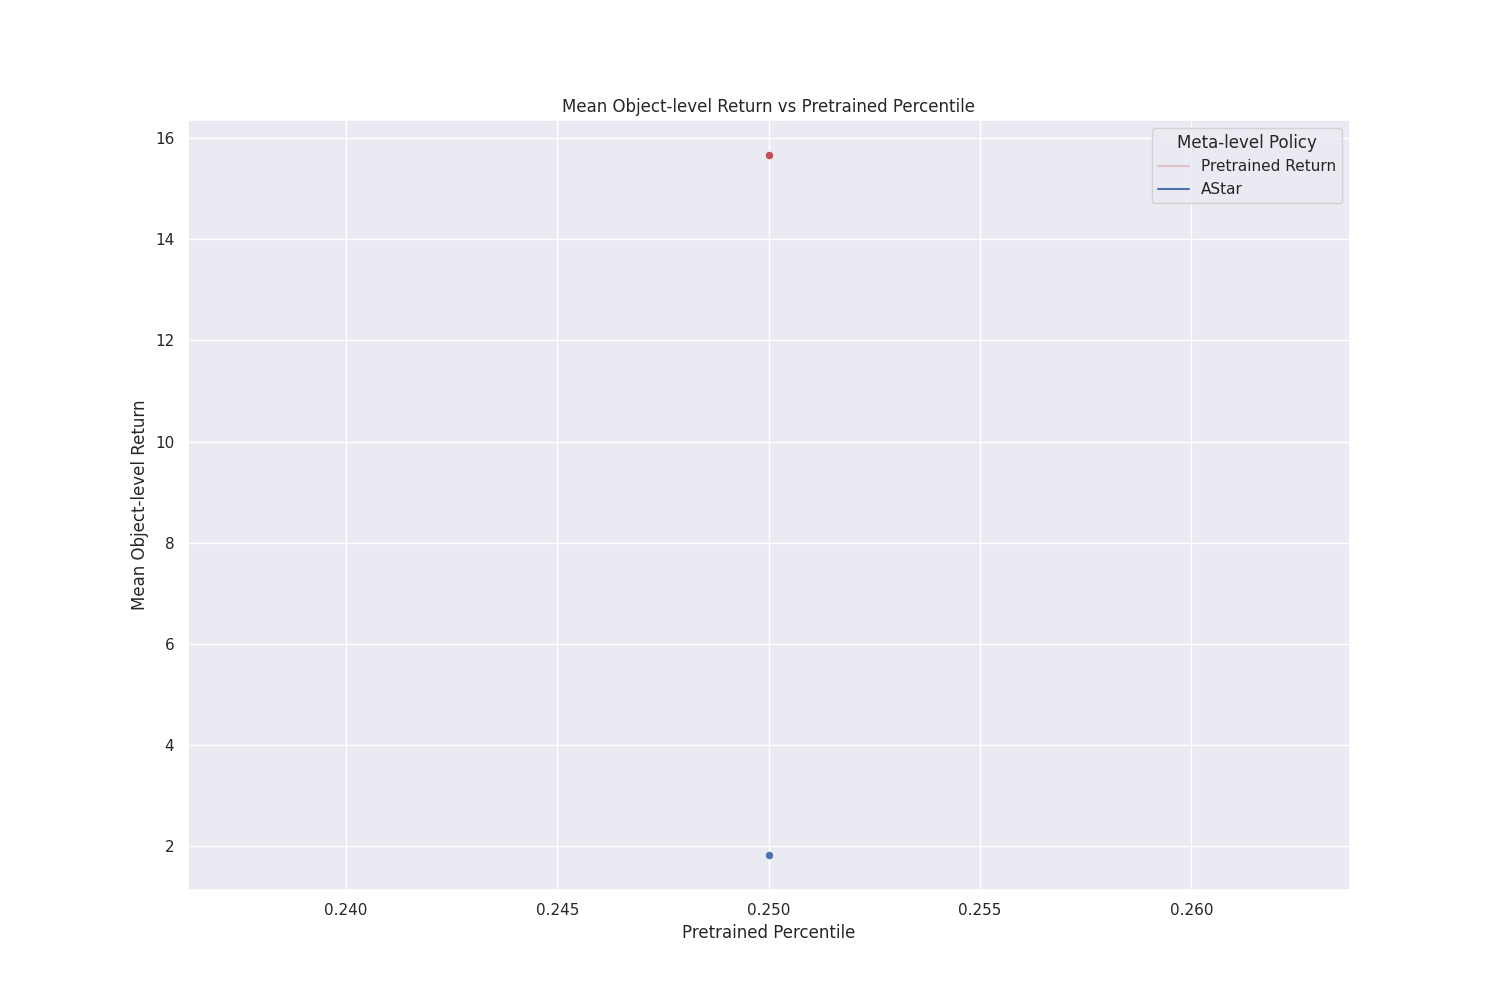 Mean Object-level Return vs Pretrained Percentile
Meta-level Policy
Pretrained Return
AStar
16
14
12
10
8
6
4
2
Mean Object-level Return
0.240 0.245 0.250 0.255 0.260
Pretrained Percentile